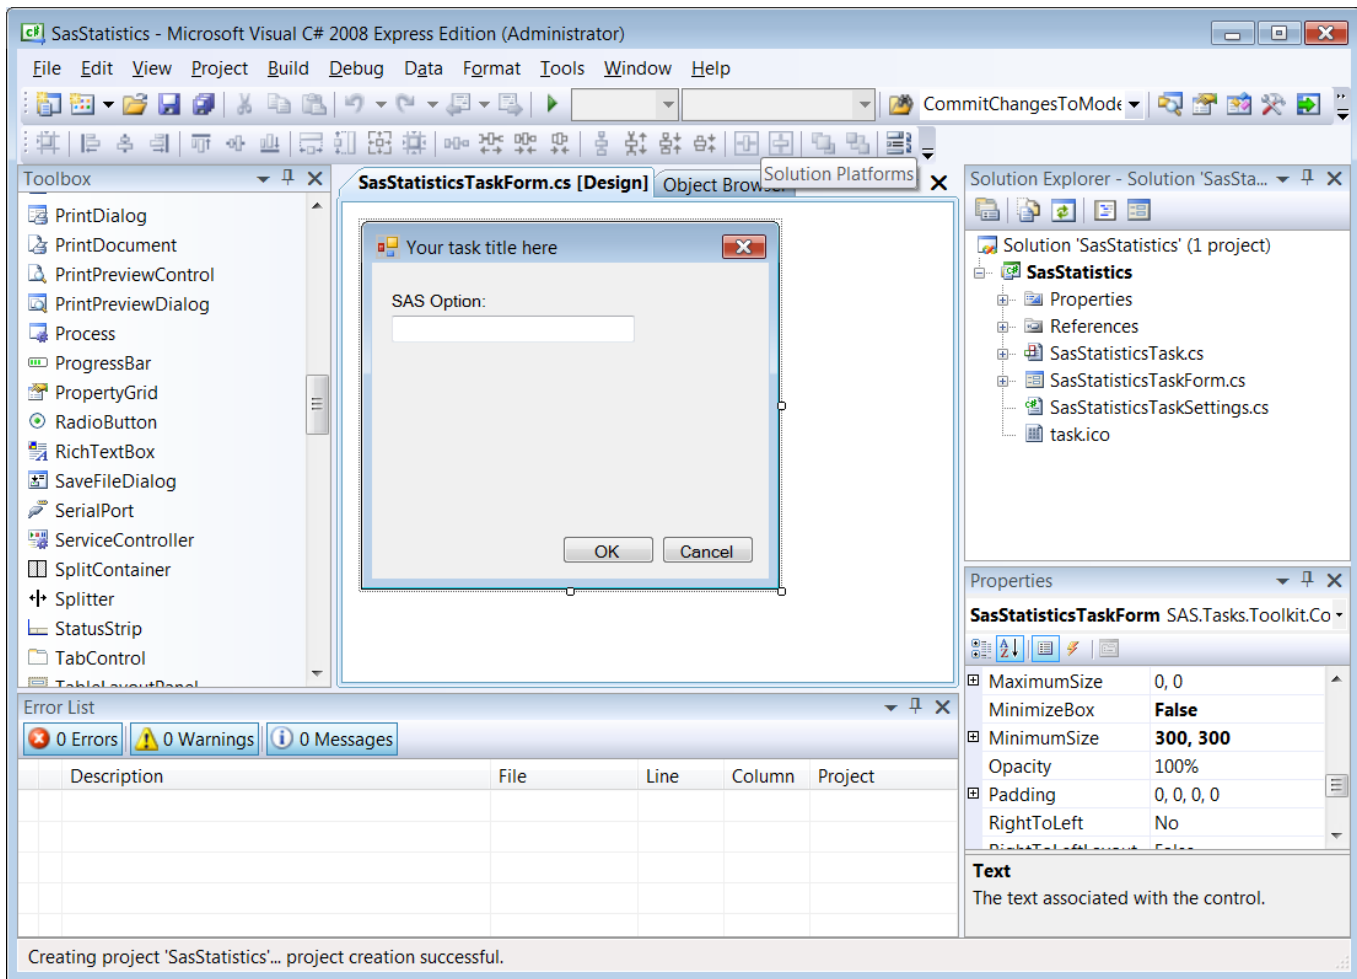 SasStatistics - Microsoft Visual C# 2008 Express Edition (Administrator)
File Edit View Project Build Debug Data Format Tools Window Help
CommitChangesToMode
Toolbox
PrintDialog
PrintDocument
PrintPreviewControl
PrintPreviewDialog
Process
ProgressBar
PropertyGrid
RadioButton
RichTextBox
SaveFileDialog
SerialPort
ServiceController
SplitContainer
Splitter
StatusStrip
TabControl
TableLayoutPanel
SasStatisticsTaskForm.cs [Design]
Object Browser
Solution Platforms
Your task title here
SAS Option:
OK
Cancel
Solution Explorer - Solution 'SasSta...
Solution 'SasStatistics' (1 project)
SasStatistics
Properties
References
SasStatisticsTask.cs
SasStatisticsTaskForm.cs
SasStatisticsTaskSettings.cs
task.ico
Properties
SasStatisticsTaskForm SAS.Tasks.Toolkit.Co
MaximumSize 0, 0
MinimizeBox False
MinimumSize 300, 300
Opacity 100%
Padding 0, 0, 0, 0
RightToLeft No
RightToLeftLayout False
Text
The text associated with the control.
Error List
0 Errors 0 Warnings 0 Messages
Description File Line Column Project
Creating project 'SasStatistics'... project creation successful.